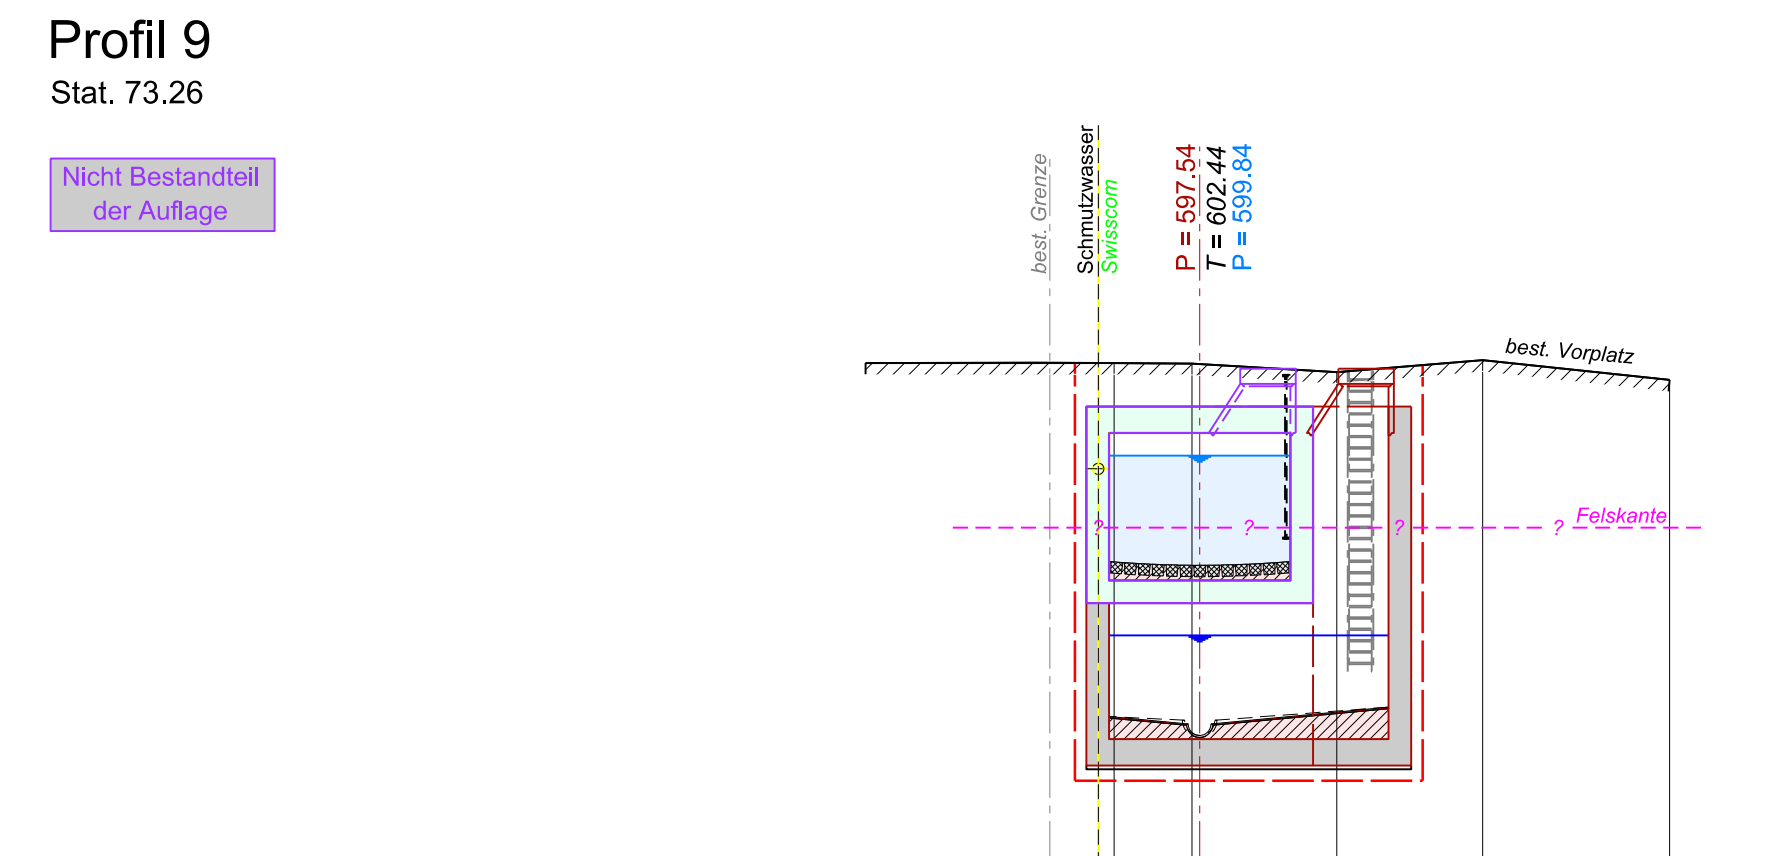 Profil 9
Stat. 73.26
Nicht Bestandteil
der Auflage
best. Grenze
Schmutzwasser
Swisscom
P = 597.54
T = 602.44
P = 599.84
best. Vorplatz
? ? ? ? Felskante